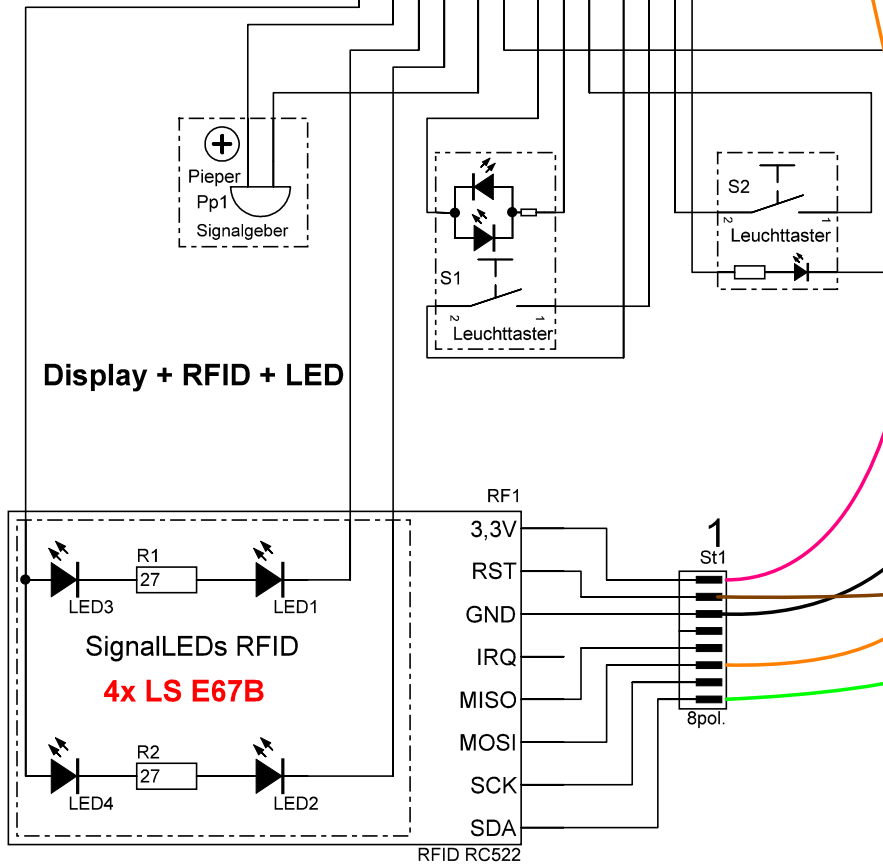 Pieper
Pp1
Signalgeber
S1
2
1
Leuchttaster
S2
2
1
Leuchttaster
Display + RFID + LED
RF1
3,3V
RST
GND
IRQ
MISO
MOSI
SCK
SDA
1
St1
8pol.
R1
27
LED3
LED1
SignalLEDs RFID
4x LS E67B
R2
27
LED4
LED2
RFID RC522